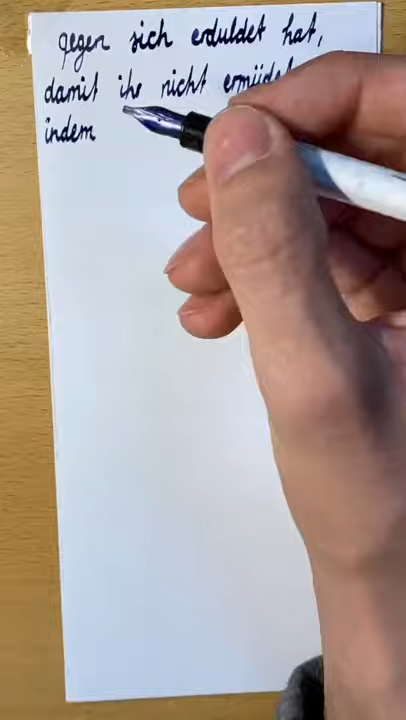 gegen sich erduldet hat,
damit ihr nicht
indem